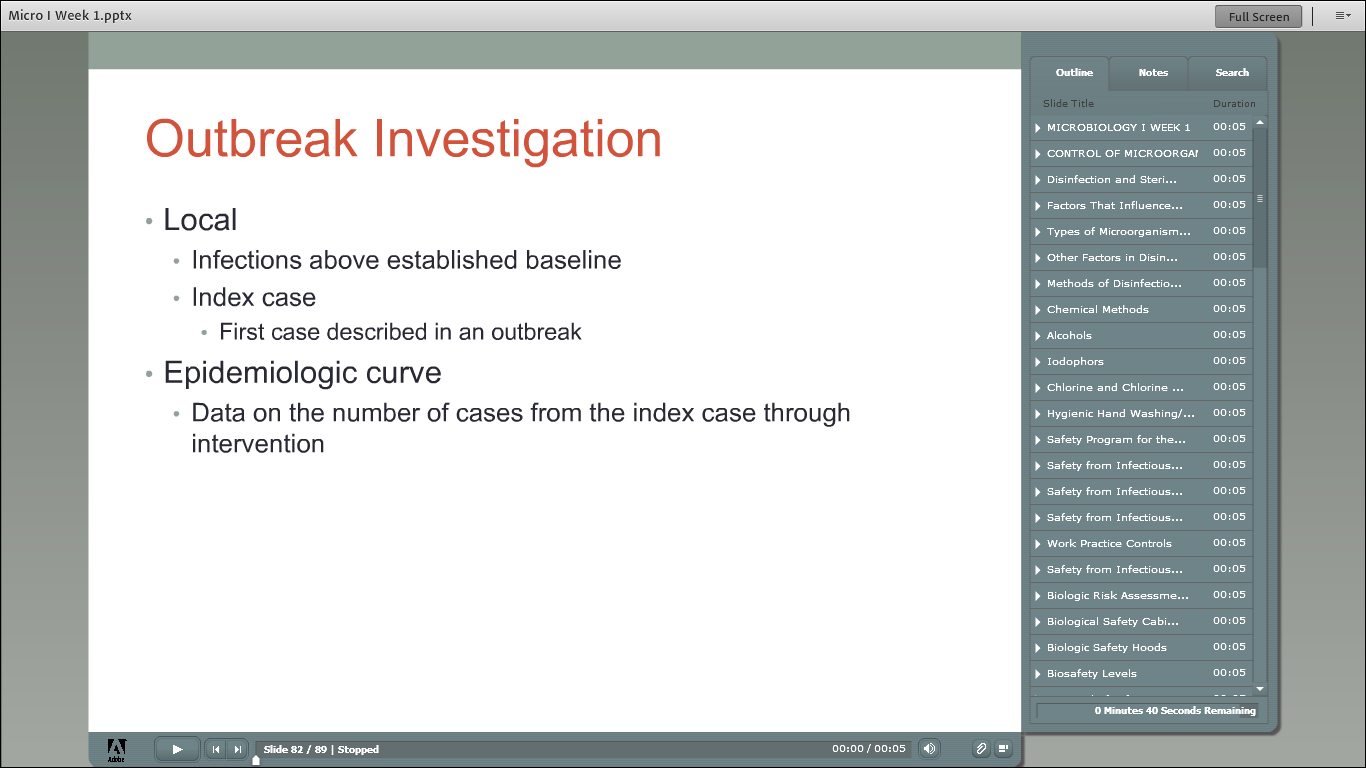 Micro I Week 1.pptx
Full Screen
Outbreak Investigation
• Local
• Infections above established baseline
• Index case
• First case described in an outbreak
• Epidemiologic curve
• Data on the number of cases from the index case through
intervention
Outline Notes Search
Slide Title Duration
MICROBIOLOGY I WEEK 1 00:05
CONTROL OF MICROORGAN 00:05
Disinfection and Steri... 00:05
Factors That Influence... 00:05
Types of Microorganism... 00:05
Other Factors in Disin... 00:05
Methods of Disinfectio... 00:05
Chemical Methods 00:05
Alcohols 00:05
Iodophors 00:05
Chlorine and Chlorine ... 00:05
Hygienic Hand Washing/... 00:05
Safety Program for the... 00:05
Safety from Infectious... 00:05
Safety from Infectious... 00:05
Safety from Infectious... 00:05
Work Practice Controls 00:05
Safety from Infectious... 00:05
Biologic Risk Assessme... 00:05
Biological Safety Cabi... 00:05
Biologic Safety Hoods 00:05
Biosafety Levels 00:05
0 Minutes 40 Seconds Remaining
Adobe
Slide 82 / 89 | Stopped
00:00 / 00:05